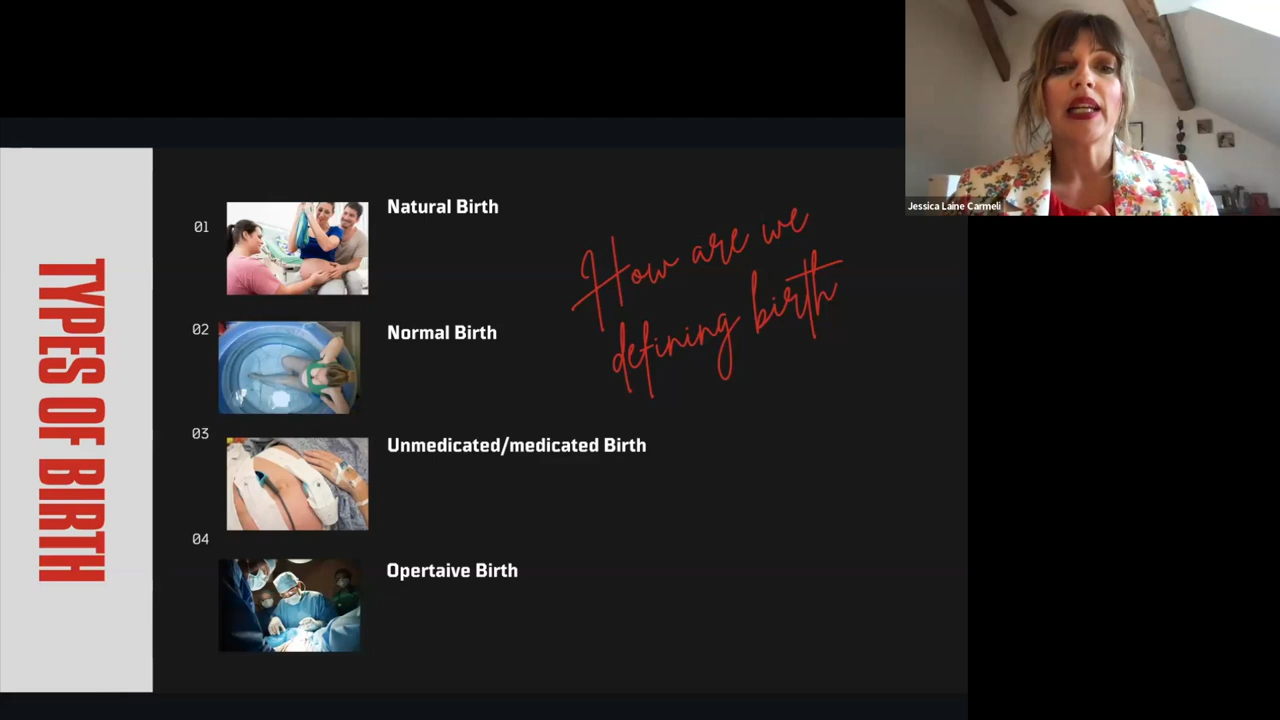 TYPES OF BIRTH
01
Natural Birth
02
Normal Birth
03
Unmedicated/medicated Birth
04
Opertaive Birth
How are we
defining birth
Jessica Laine Carmeli